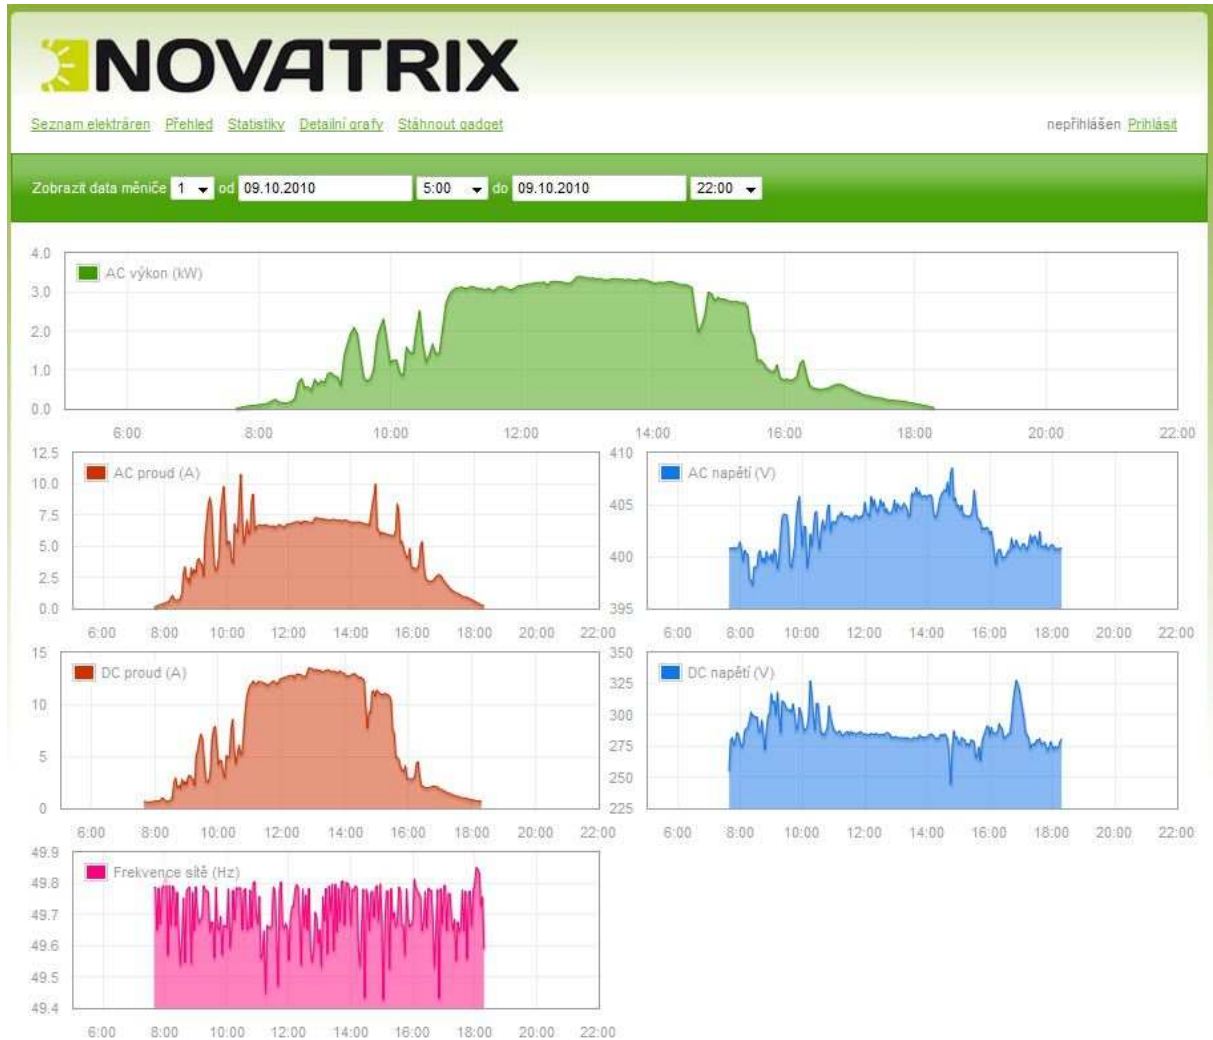 NOVATRIX
Seznam elektráren Přehled Statistiky Detailní grafy Stáhnout gadget
nepřihlášen Prihlásit
Zobrazit data měniče 1 od 09.10.2010 5:00 do 09.10.2010 22:00
4.0
AC výkon (kW)
3.0
2.0
1.0
0.0
6:00 8:00 10:00 12:00 14:00 16:00 18:00 20:00 22:00
12.5
AC proud (A)
10.0
7.5
5.0
2.5
0.0
6:00 8:00 10:00 12:00 14:00 16:00 18:00 20:00 22:00
410
AC napětí (V)
405
400
395
6:00 8:00 10:00 12:00 14:00 16:00 18:00 20:00 22:00
15
DC proud (A)
10
5
0
6:00 8:00 10:00 12:00 14:00 16:00 18:00 20:00 22:00
350
DC napětí (V)
325
300
275
250
225
6:00 8:00 10:00 12:00 14:00 16:00 18:00 20:00 22:00
49.9
Frekvence sítě (Hz)
49.8
49.7
49.6
49.5
49.4
6:00 8:00 10:00 12:00 14:00 16:00 18:00 20:00 22:00